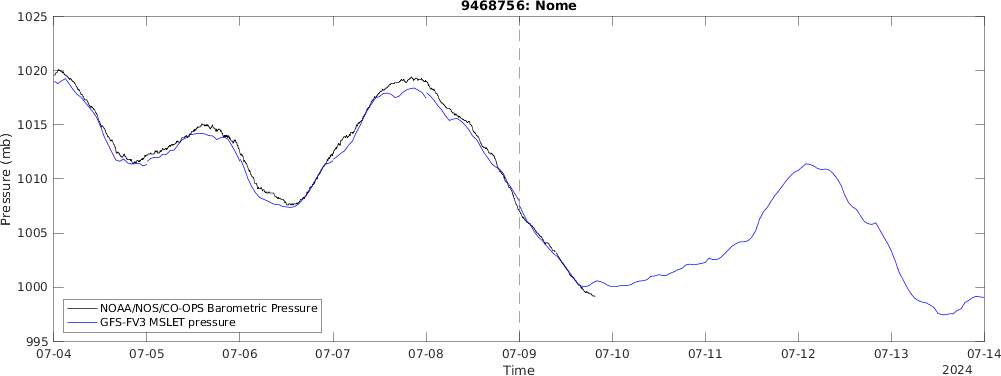 9468756: Nome
1025
1020
1015
1010
1005
1000
995
Pressure (mb)
NOAA/NOS/CO-OPS Barometric Pressure
GFS-FV3 MSLET pressure
07-04 07-05 07-06 07-07 07-08 07-09 07-10 07-11 07-12 07-13 07-14
Time
2024